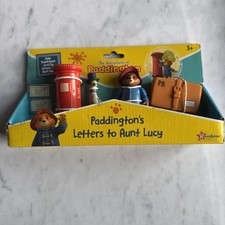 The Adventures of
Paddington
3+
Paddington's
Letters to Aunt Lucy